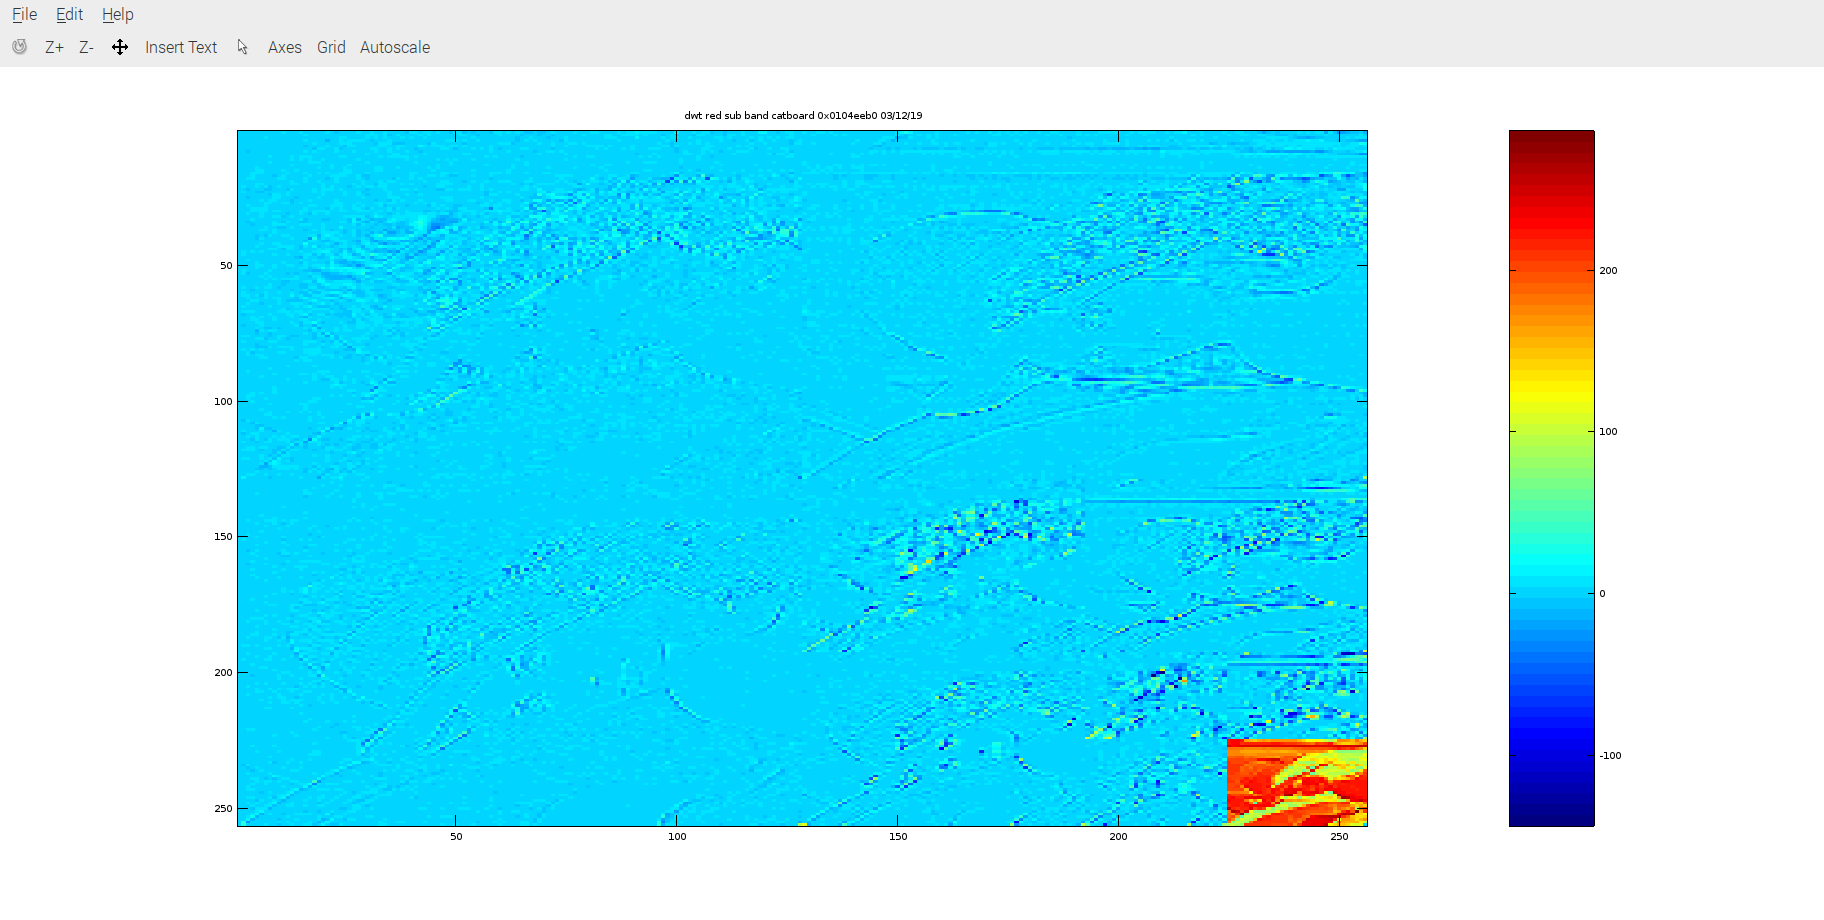 File Edit Help
Z+ Z- Insert Text Axes Grid Autoscale
dwt red sub band catboard 0x0104eeb0 03/12/19
50
100
150
200
250
50 100 150 200 250
200
100
0
-100